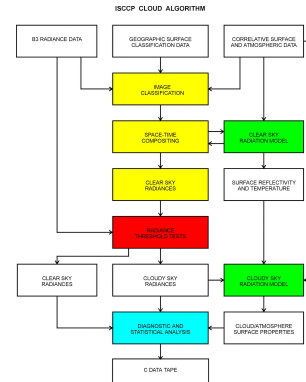 ISCCP CLOUD ALGORITHM
B3 RADIANCE DATA
GEOGRAPHIC SURFACE
CLASSIFICATION DATA
CORRELATIVE SURFACE
AND ATMOSPHERIC DATA
IMAGE
CLASSIFICATION
SPACE-TIME
COMPOSITING
CLEAR SKY
RADIATION MODEL
CLEAR SKY
RADIANCES
SURFACE REFLECTIVITY
AND TEMPERATURE
RADIANCE
THRESHOLD TESTS
CLEAR SKY
RADIANCES
CLOUDY SKY
RADIANCES
CLOUDY SKY
RADIATION MODEL
DIAGNOSTIC AND
STATISTICAL ANALYSIS
CLOUD/ATMOSPHERE
SURFACE PROPERTIES
C DATA TAPE